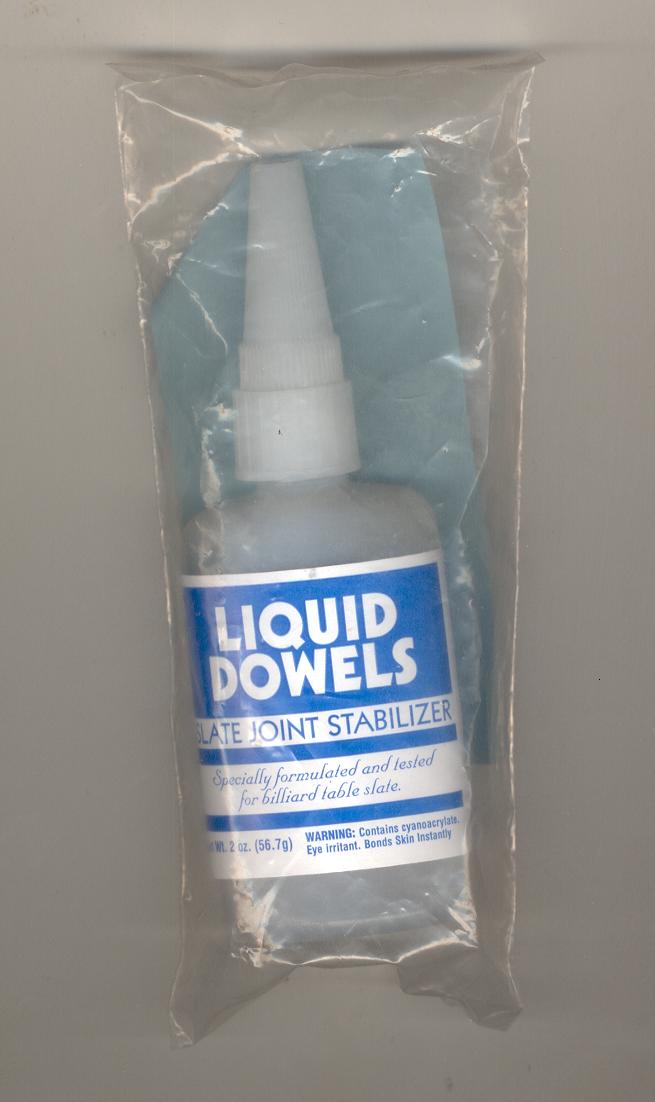 LIQUID
DOWELS
SLATE JOINT STABILIZER
Specially formulated and tested
for billiard table slate.
Wt. 2 oz. (56.7g)
WARNING: Contains cyanoacrylate.
Eye irritant. Bonds Skin Instantly